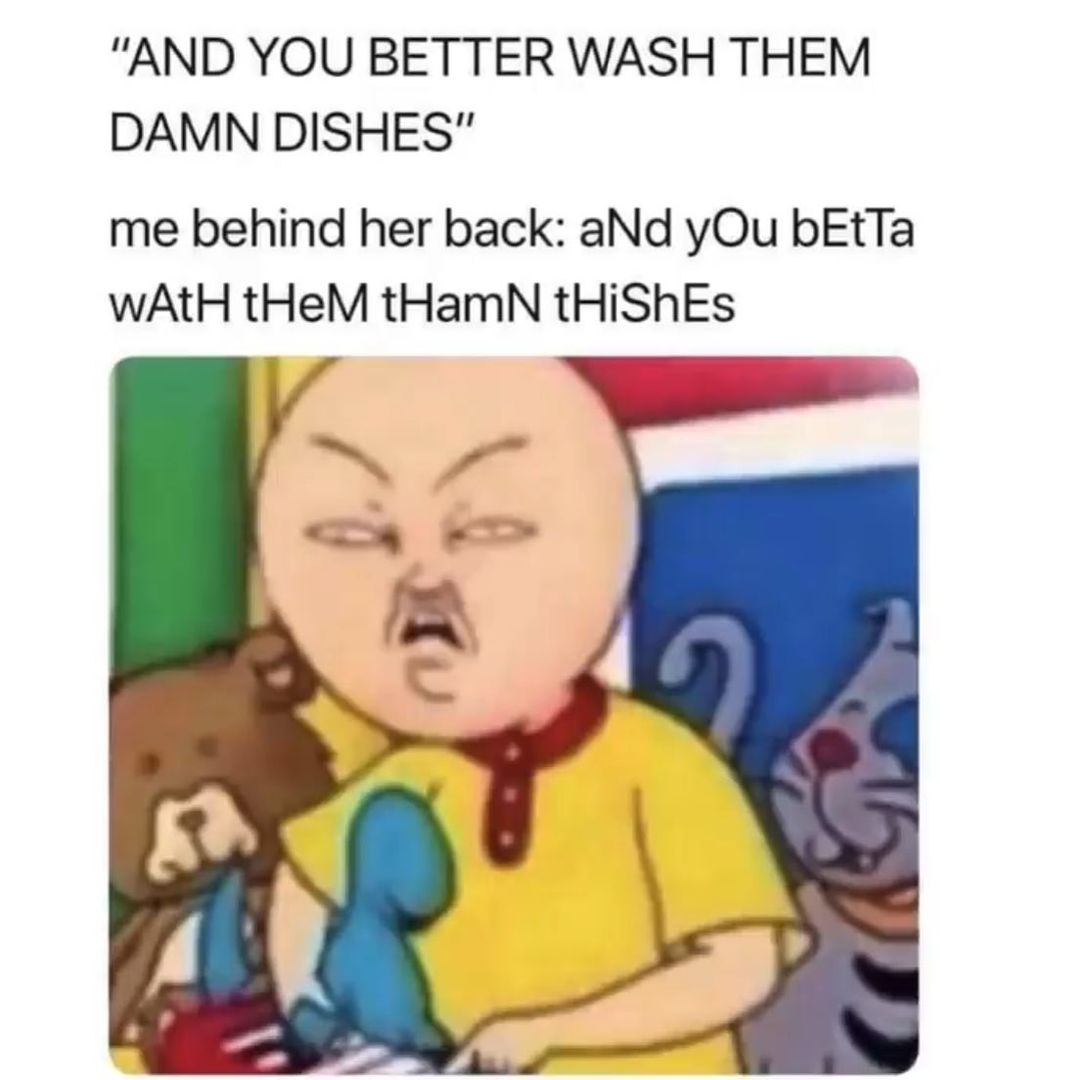 "AND YOU BETTER WASH THEM
DAMN DISHES"
me behind her back: aNd yOu bEtTa
wAtH tHeM tHamN tHiShEs